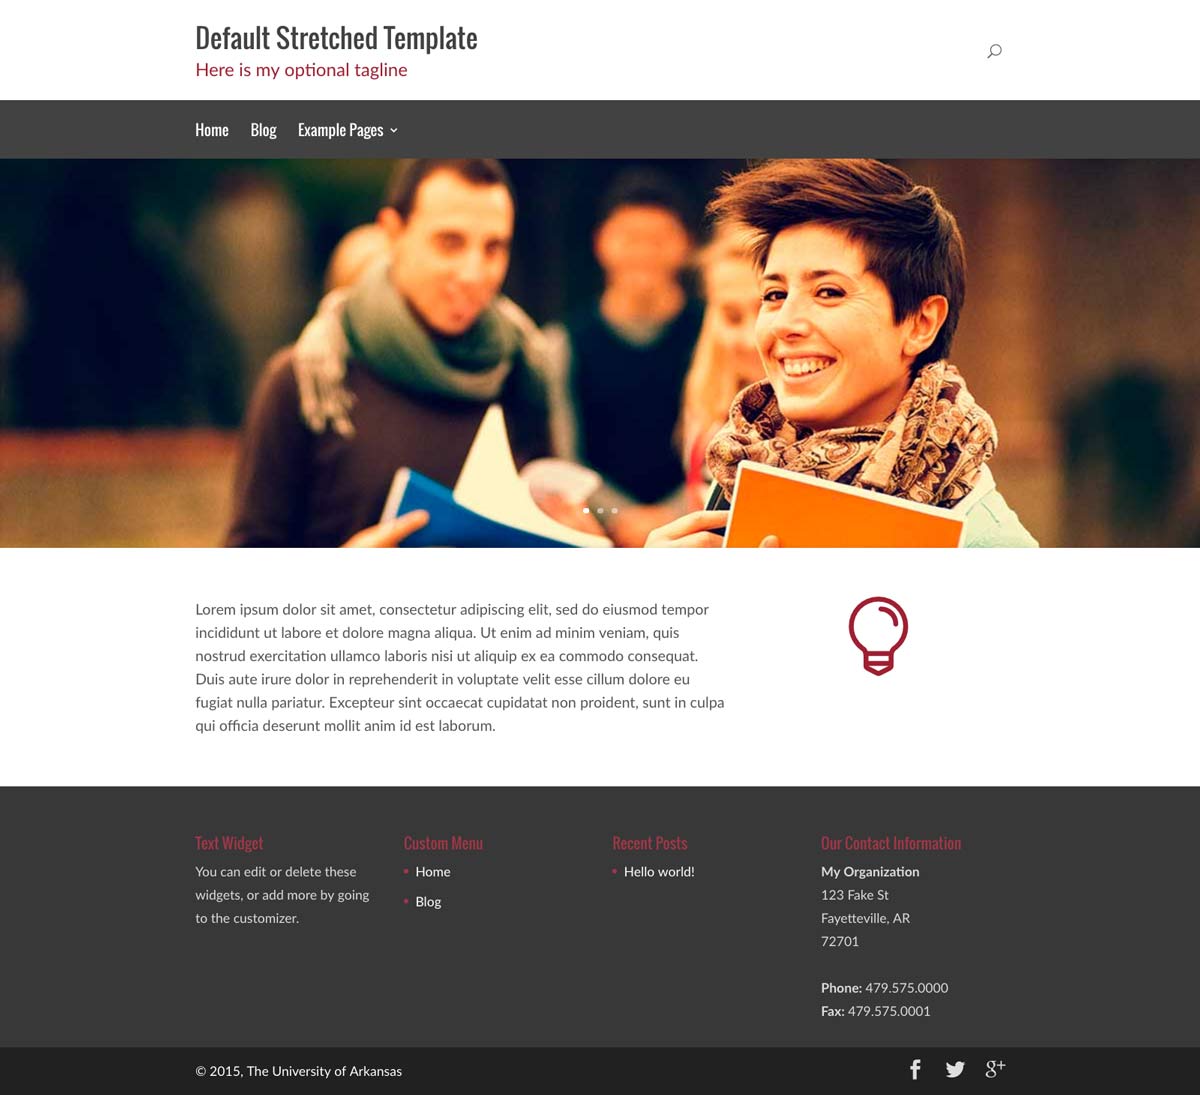 Default Stretched Template
Here is my optional tagline
Home Blog Example Pages
Lorem ipsum dolor sit amet, consectetur adipiscing elit, sed do eiusmod tempor
incididunt ut labore et dolore magna aliqua. Ut enim ad minim veniam, quis
nostrud exercitation ullamco laboris nisi ut aliquip ex ea commodo consequat.
Duis aute irure dolor in reprehenderit in voluptate velit esse cillum dolore eu
fugiat nulla pariatur. Excepteur sint occaecat cupidatat non proident, sunt in culpa
qui officia deserunt mollit anim id est laborum.
Text Widget
You can edit or delete these
widgets, or add more by going
to the customizer.
Custom Menu
Home
Blog
Recent Posts
Hello world!
Our Contact Information
My Organization
123 Fake St
Fayetteville, AR
72701
Phone: 479.575.0000
Fax: 479.575.0001
© 2015, The University of Arkansas